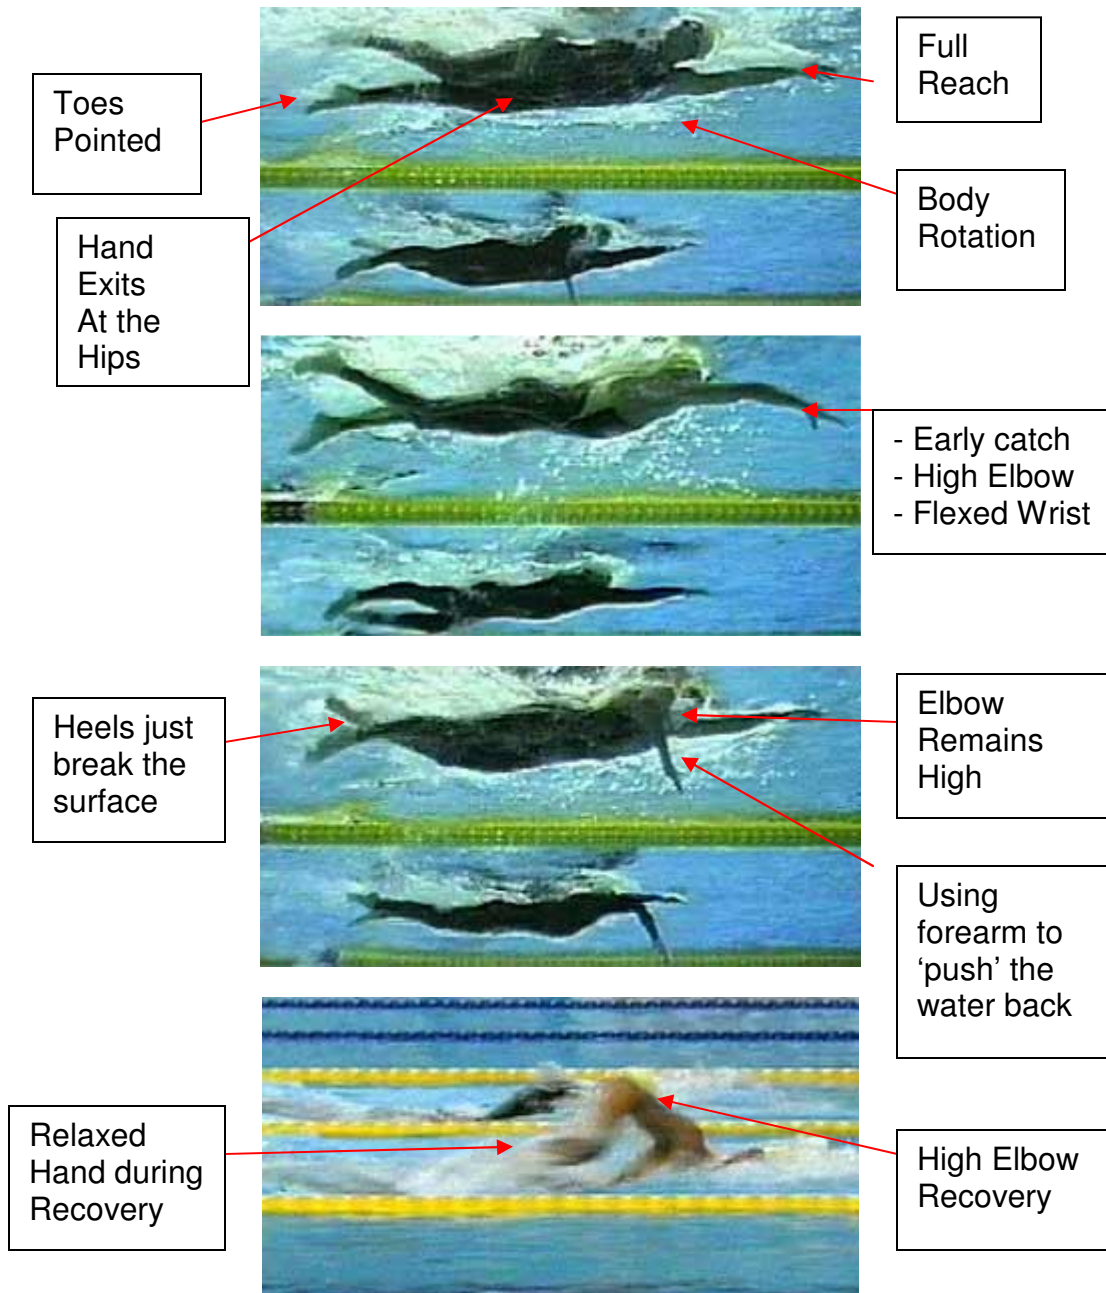 Toes
Pointed
Full
Reach
Body
Rotation
Hand
Exits
At the
Hips
- Early catch
- High Elbow
- Flexed Wrist
Heels just
break the
surface
Elbow
Remains
High
Using
forearm to
‘push’ the
water back
Relaxed
Hand during
Recovery
High Elbow
Recovery